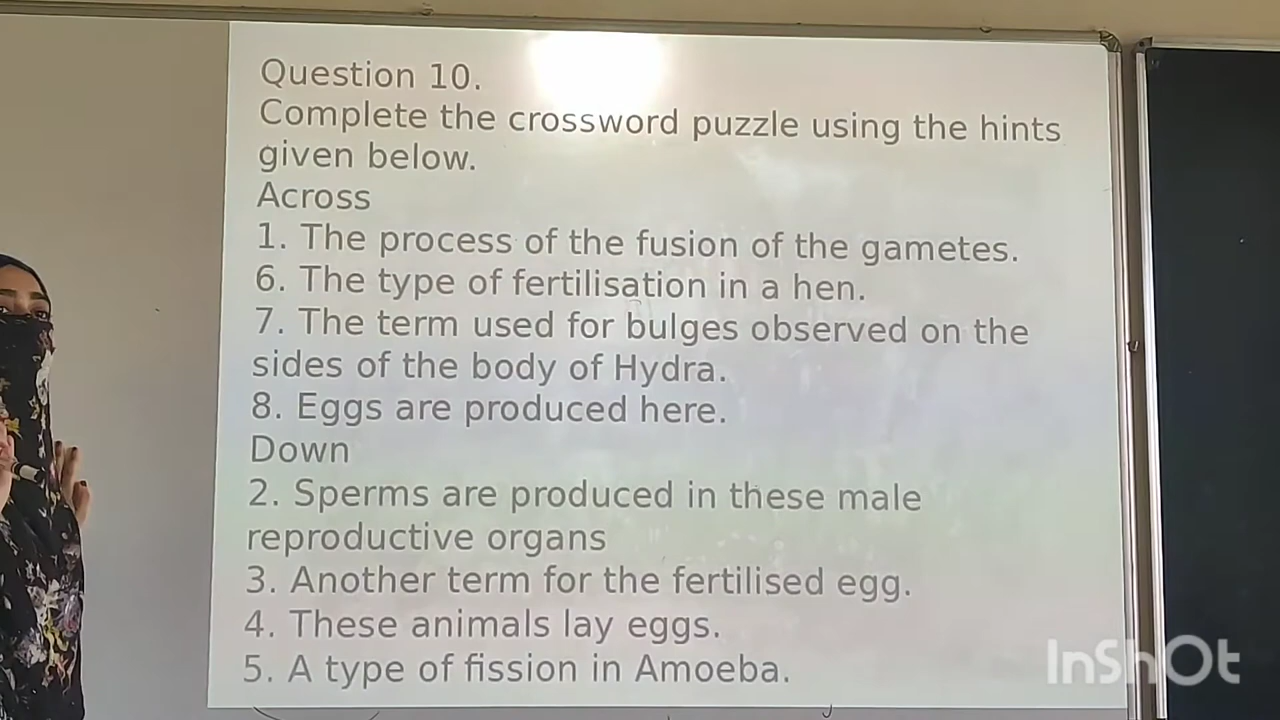 Question 10.
Complete the crossword puzzle using the hints
given below.
Across
1. The process of the fusion of the gametes.
6. The type of fertilisation in a hen.
7. The term used for bulges observed on the
sides of the body of Hydra.
8. Eggs are produced here.
Down
2. Sperms are produced in these male
reproductive organs
3. Another term for the fertilised egg.
4. These animals lay eggs.
5. A type of fission in Amoeba.
InShOt